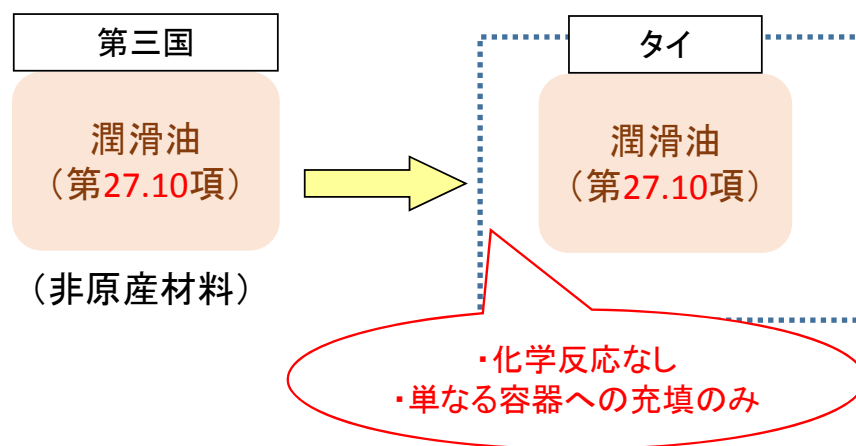 第三国
潤滑油
（第27.10項）
（非原産材料）
タイ
潤滑油
（第27.10項）
・化学反応なし
・単なる容器への充填のみ